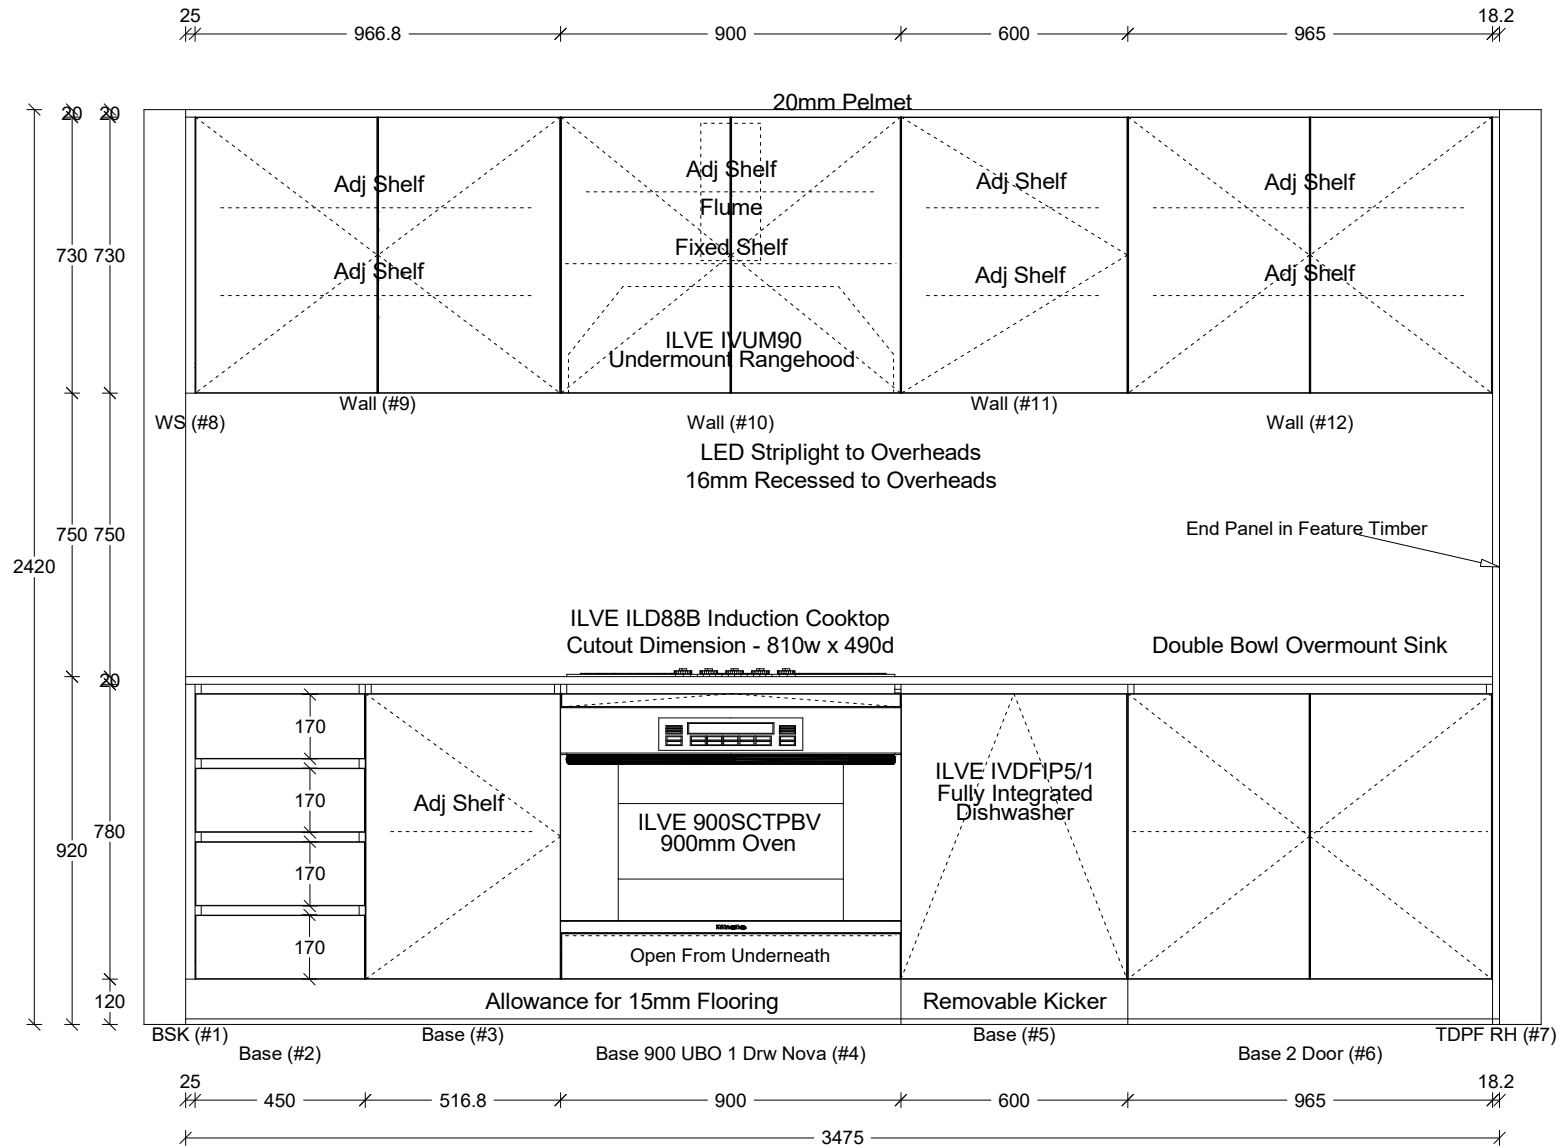 25
966.8
900
600
965
18.2
20
20
20mm Pelmet
Adj Shelf
Adj Shelf
Adj Shelf
Flume
Fixed Shelf
ILVE IVUM90
Undermount Rangehood
Adj Shelf
Adj Shelf
Adj Shelf
Adj Shelf
730
730
WS (#8)
Wall (#9)
Wall (#10)
Wall (#11)
Wall (#12)
LED Striplight to Overheads
16mm Recessed to Overheads
End Panel in Feature Timber
750
750
2420
ILVE ILD88B Induction Cooktop
Cutout Dimension - 810w x 490d
Double Bowl Overmount Sink
20
170
170
170
170
Adj Shelf
ILVE 900SCTPBV
900mm Oven
ILVE IVDFIP5/1
Fully Integrated
Dishwasher
780
920
Open From Underneath
120
Allowance for 15mm Flooring
Removable Kicker
BSK (#1)
Base (#2)
Base (#3)
Base 900 UBO 1 Drw Nova (#4)
Base (#5)
Base 2 Door (#6)
TDPF RH (#7)
25
450
516.8
900
600
965
18.2
3475